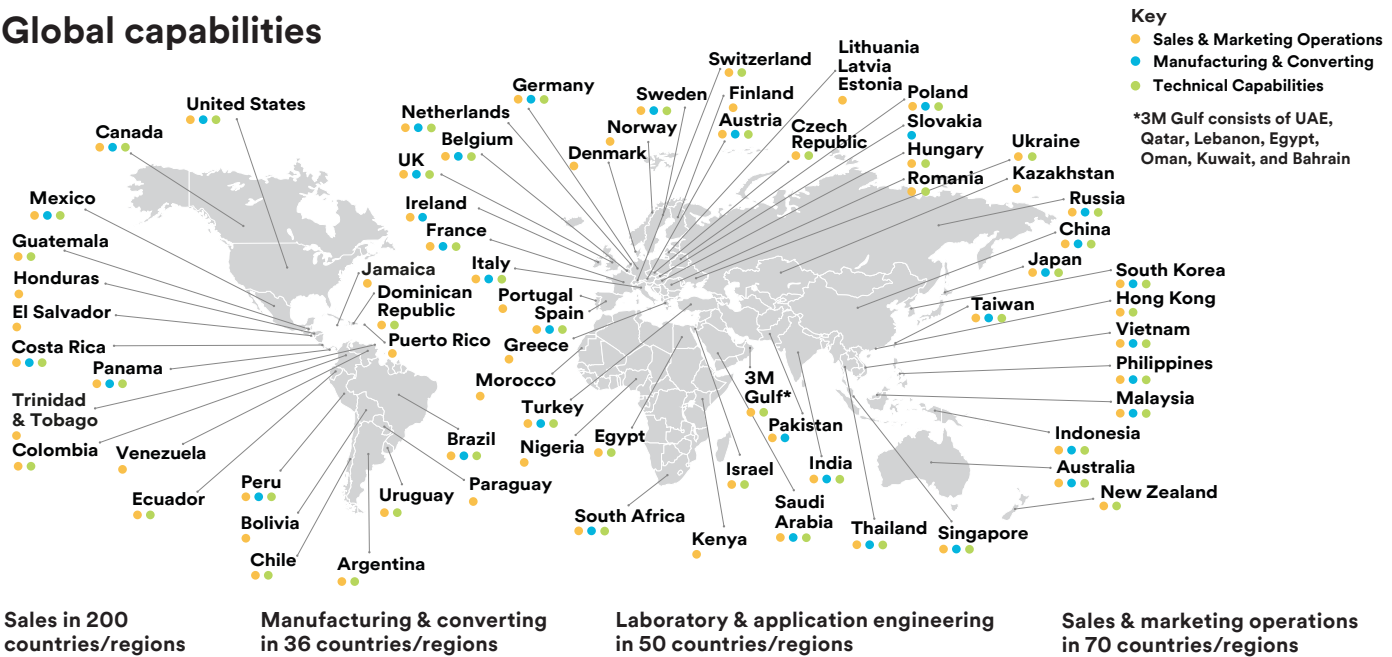 Global capabilities
Key
Sales & Marketing Operations
Manufacturing & Converting
Technical Capabilities
*3M Gulf consists of UAE,
Qatar, Lebanon, Egypt,
Oman, Kuwait, and Bahrain
United States
Canada
Mexico
Guatemala
Honduras
El Salvador
Costa Rica
Panama
Trinidad
& Tobago
Colombia
Venezuela
Ecuador
Peru
Bolivia
Chile
Argentina
Uruguay
Paraguay
Brazil
Jamaica
Dominican
Republic
Puerto Rico
Germany
Netherlands
Belgium
UK
Ireland
France
Italy
Portugal
Spain
Greece
Morocco
Turkey
Nigeria
Egypt
South Africa
Switzerland
Sweden
Norway
Denmark
Finland
Austria
Lithuania
Latvia
Estonia
Czech
Republic
Poland
Slovakia
Hungary
Romania
Ukraine
Kazakhstan
Russia
China
Japan
Taiwan
South Korea
Hong Kong
Vietnam
Philippines
Malaysia
Indonesia
Australia
New Zealand
3M
Gulf*
Pakistan
India
Israel
Saudi
Arabia
Kenya
Thailand
Singapore
Sales in 200
countries/regions
Manufacturing & converting
in 36 countries/regions
Laboratory & application engineering
in 50 countries/regions
Sales & marketing operations
in 70 countries/regions